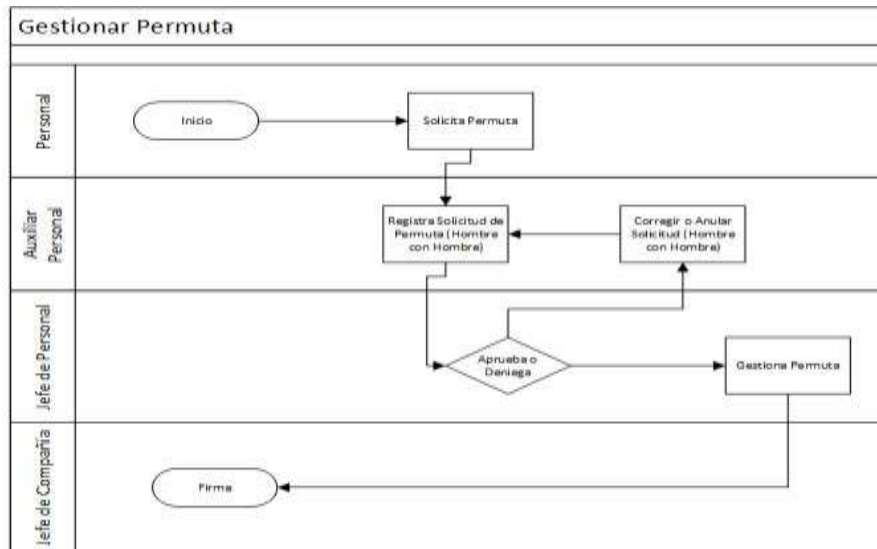 Gestionar Permuta
Personal
Inicio
Solicita Permuta
Auxiliar
Personal
Registra Solicitud de
Permuta (Hombre
con Hombre)
Corregir o Anular
Solicitud (Hombre
con Hombre)
Jefe de Personal
Aprueba o
Deniega
Gestiona Permuta
Jefe de Compañía
Firma